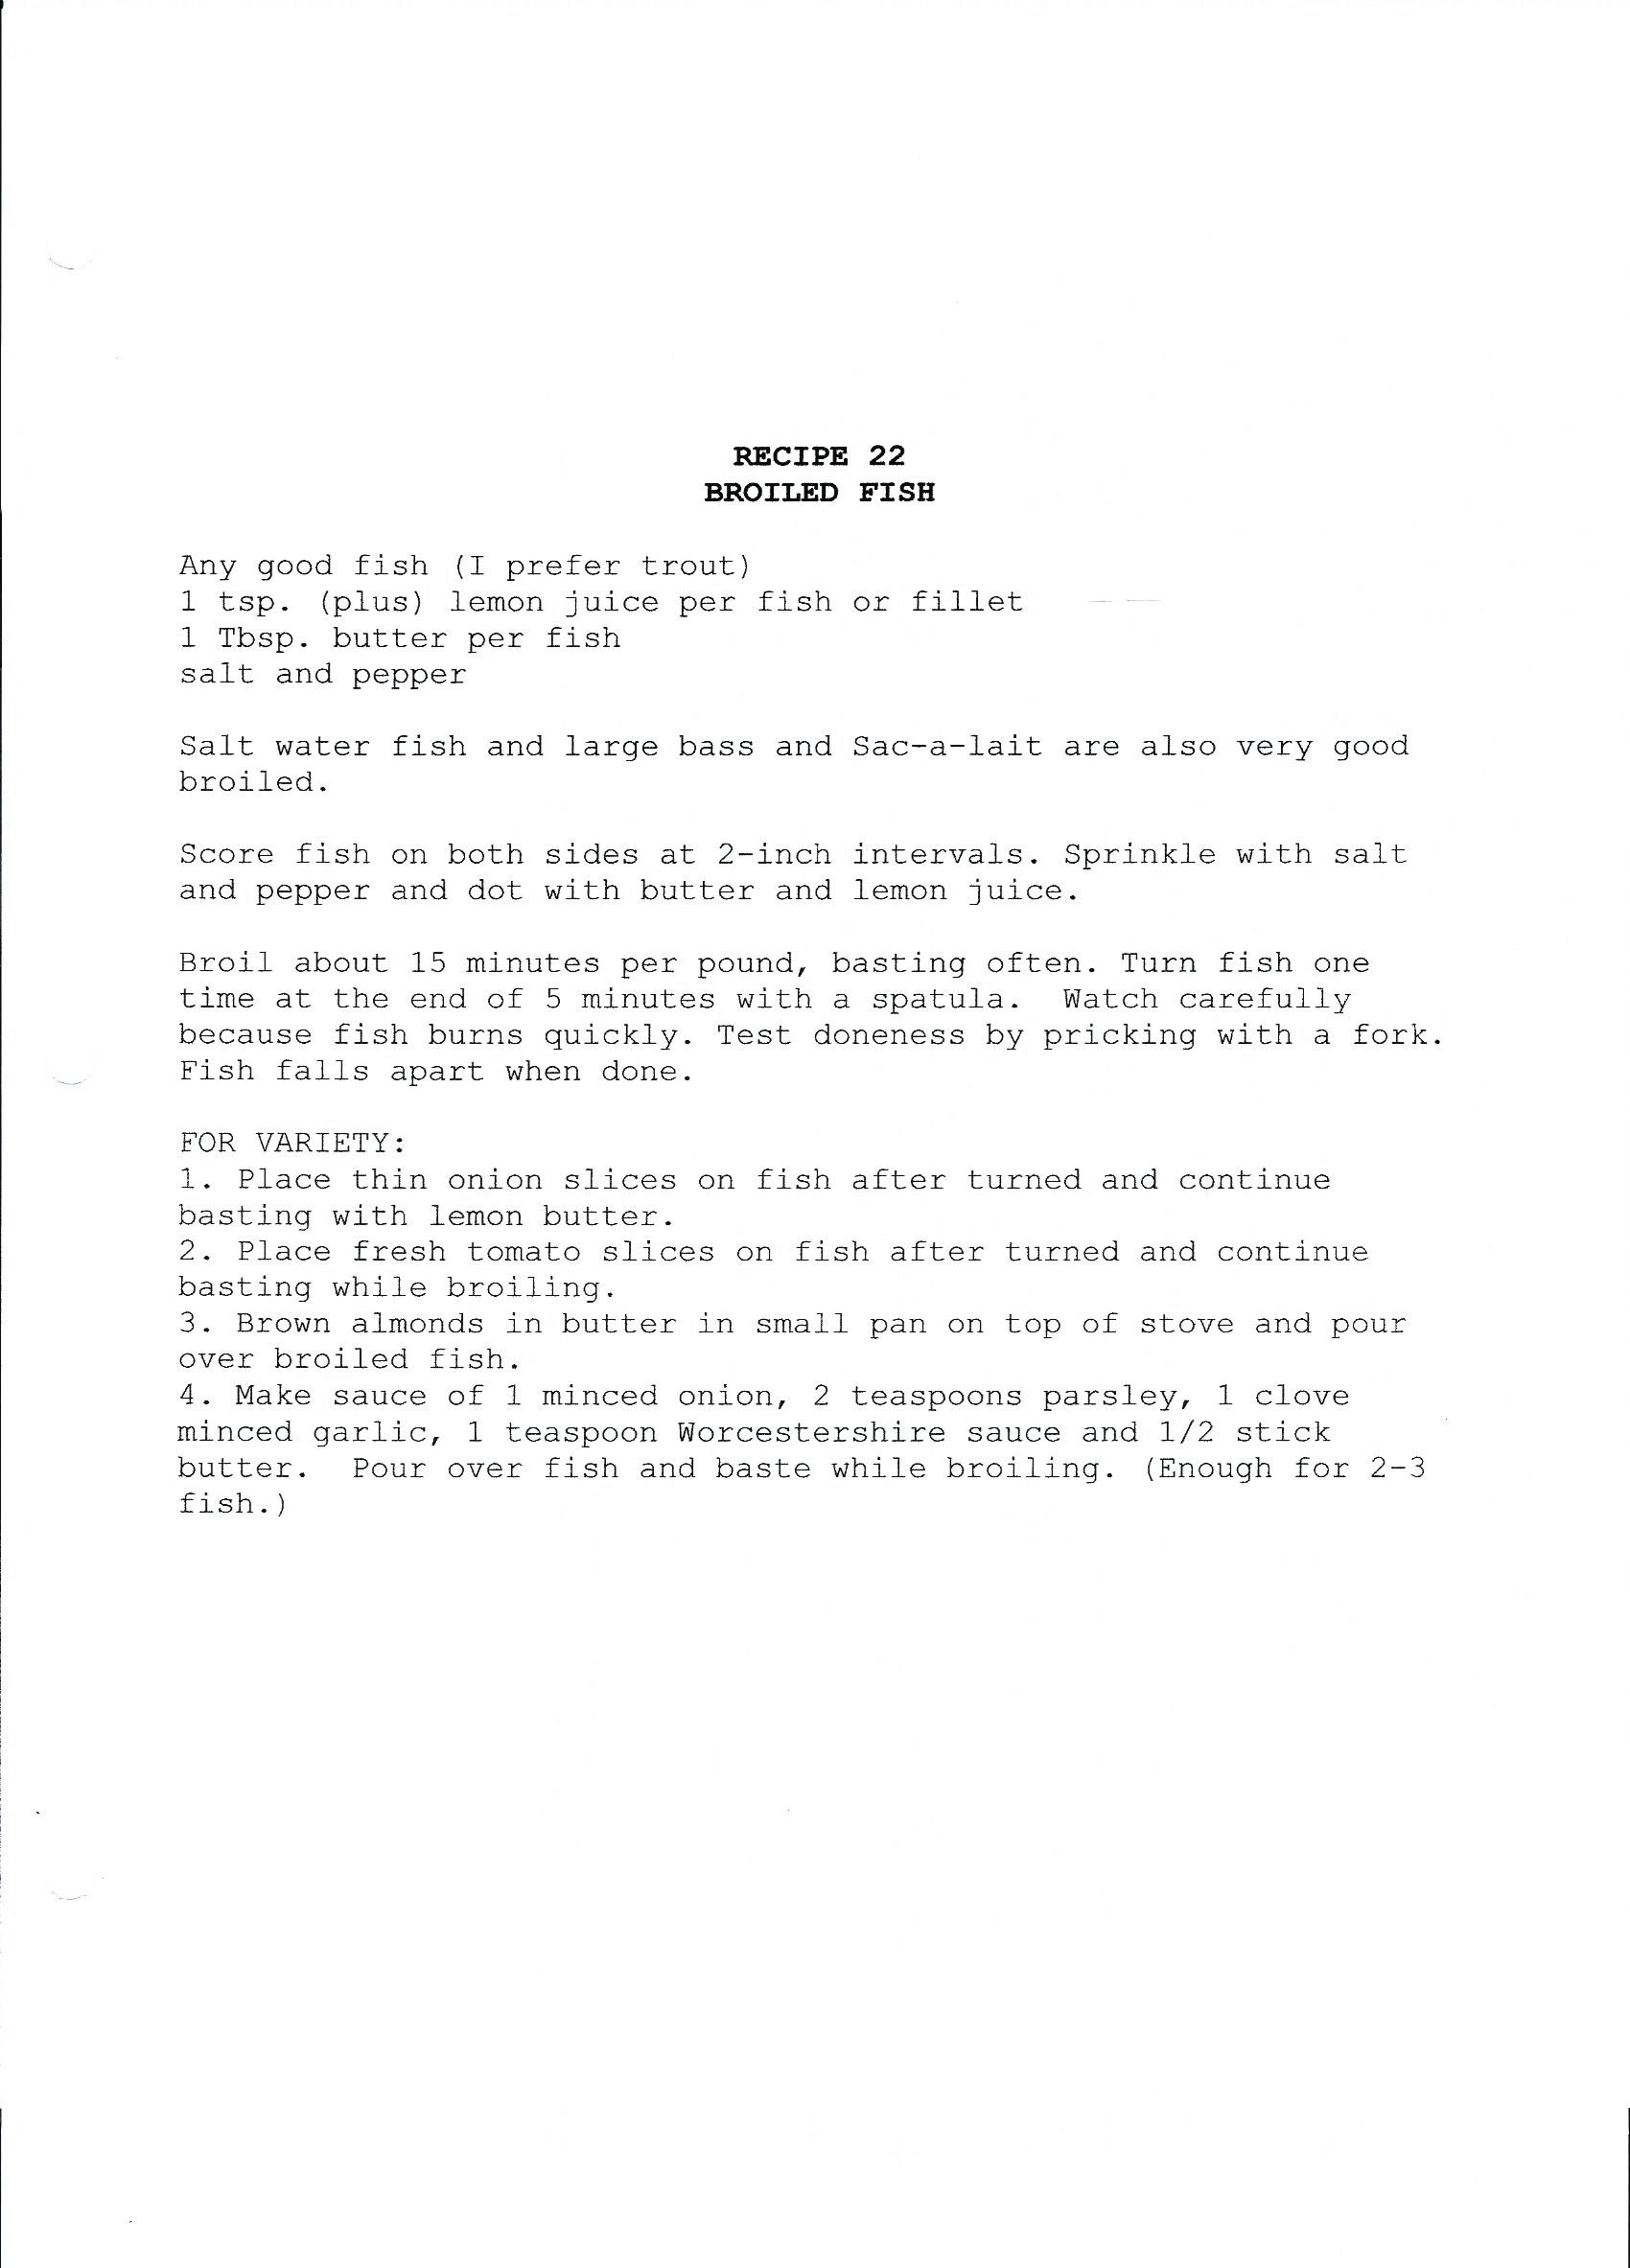 RECIPE 22
BROILED FISH
Any good fish (I prefer trout)
1 tsp. (plus) lemon juice per fish or fillet
1 Tbsp. butter per fish
salt and pepper
Salt water fish and large bass and Sac-a-lait are also very good
broiled.
Score fish on both sides at 2-inch intervals. Sprinkle with salt
and pepper and dot with butter and lemon juice.
Broil about 15 minutes per pound, basting often. Turn fish one
time at the end of 5 minutes with a spatula.  Watch carefully
because fish burns quickly. Test doneness by pricking with a fork.
Fish falls apart when done.
FOR VARIETY:
1. Place thin onion slices on fish after turned and continue
basting with lemon butter.
2. Place fresh tomato slices on fish after turned and continue
basting while broiling.
3. Brown almonds in butter in small pan on top of stove and pour
over broiled fish.
4. Make sauce of 1 minced onion, 2 teaspoons parsley, 1 clove
minced garlic, 1 teaspoon Worcestershire sauce and 1/2 stick
butter.  Pour over fish and baste while broiling. (Enough for 2-3
fish.)